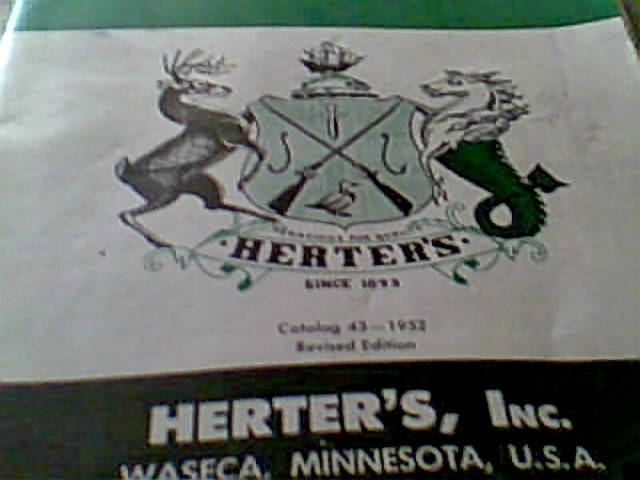 HERTER'S
SINCE 1893
Catalog 43 — 1952
Revised Edition
HERTER'S, INC.
WASECA, MINNESOTA, U.S.A.